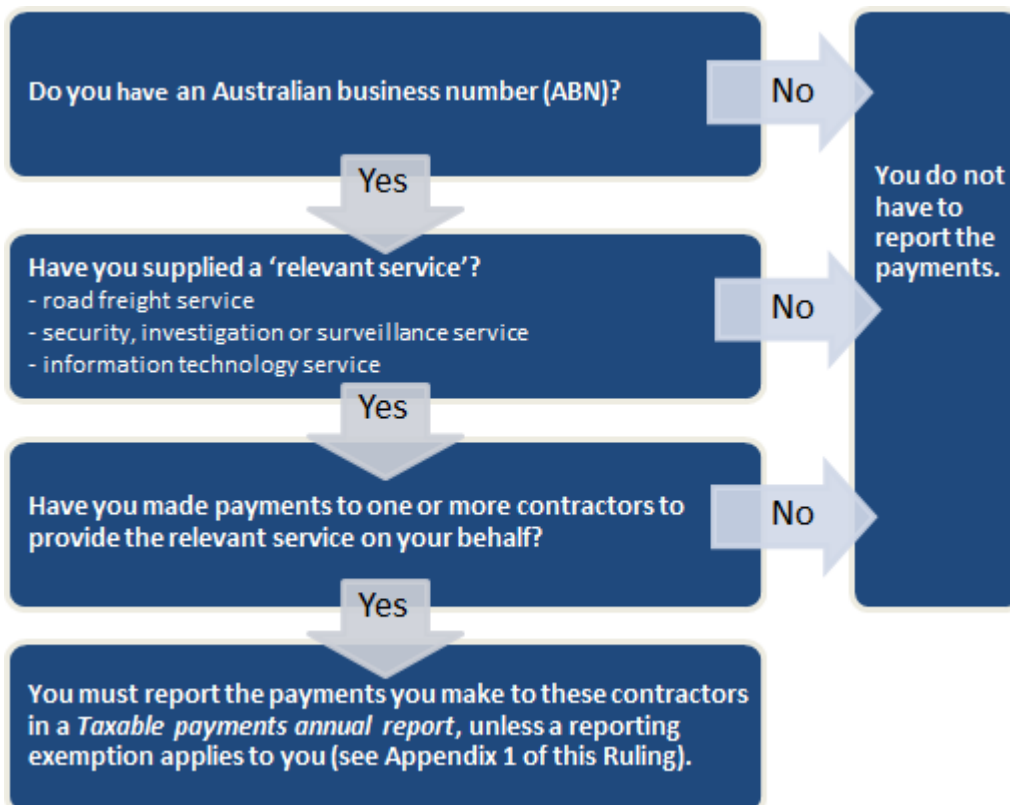 Do you have an Australian business number (ABN)?
No
Yes
You do not
have to
report the
payments.
Have you supplied a ‘relevant service’?
- road freight service
- security, investigation or surveillance service
- information technology service
No
Yes
Have you made payments to one or more contractors to
provide the relevant service on your behalf?
No
Yes
You must report the payments you make to these contractors
in a Taxable payments annual report, unless a reporting
exemption applies to you (see Appendix 1 of this Ruling).